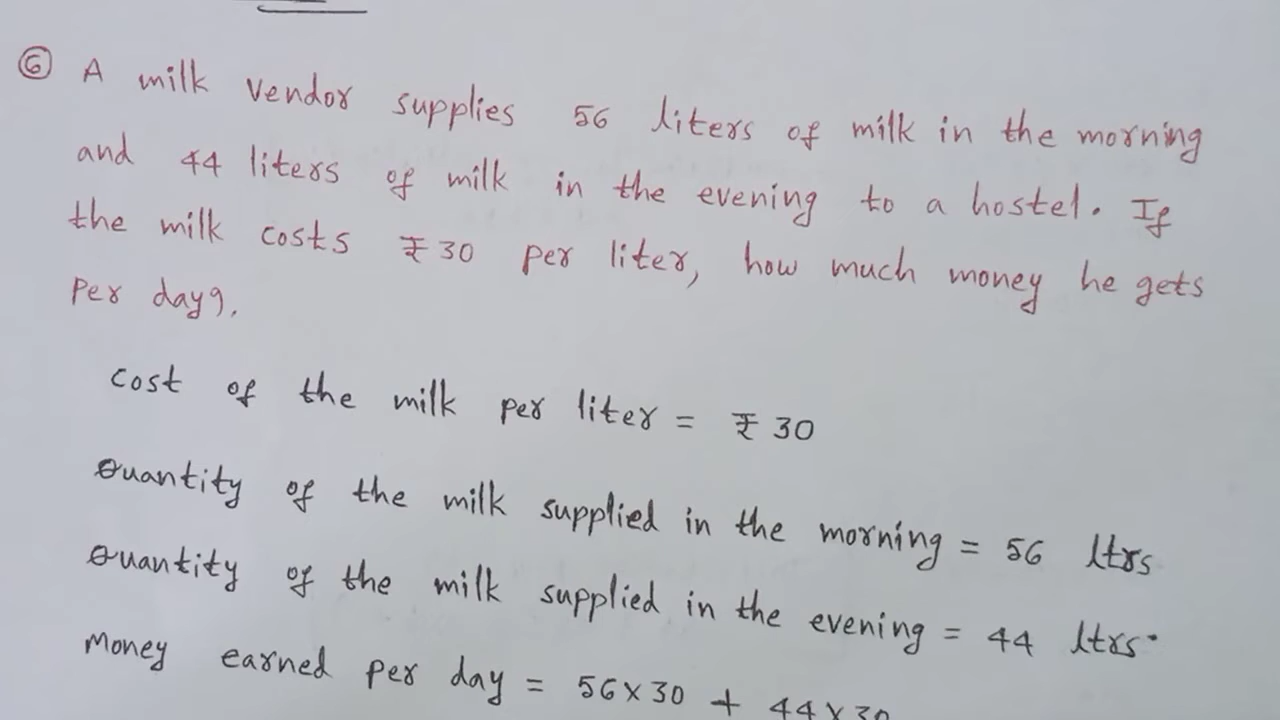 ⑥ A milk vendor supplies 56 liters of milk in the morning
and 44 liters of milk in the evening to a hostel. If
the milk costs ₹30 per liter, how much money he gets
per day?.
cost of the milk per liter = ₹30
Quantity of the milk supplied in the morning = 56 ltrs
Quantity of the milk supplied in the evening = 44 ltrs.
Money earned per day = 56×30 + 44×30